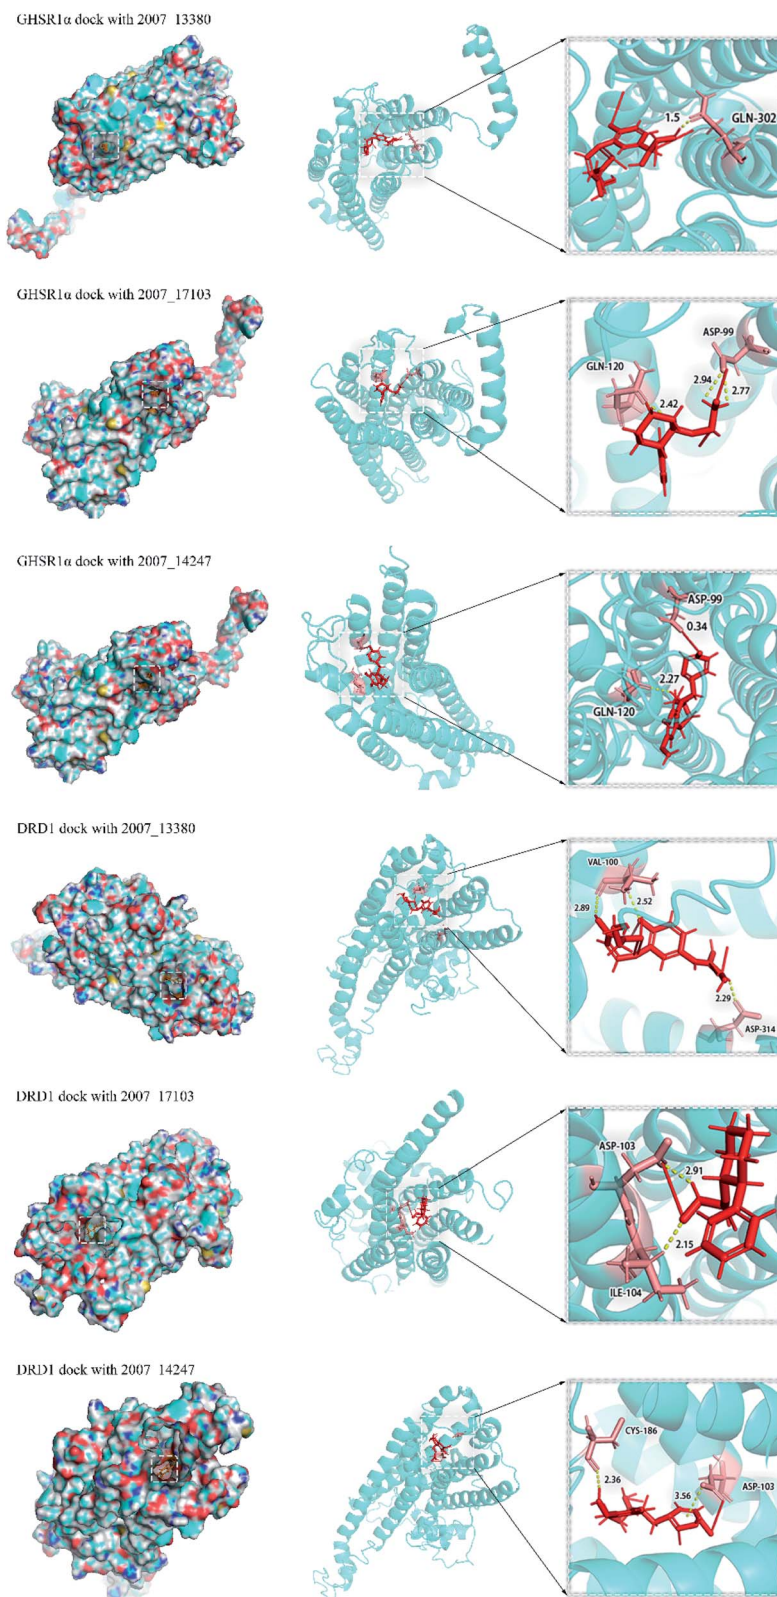 GHSR1α dock with 2007_13380
1.5
GLN-302
GHSR1α dock with 2007_17103
ASP-99
GLN-120
2.94
2.77
2.42
GHSR1α dock with 2007_14247
ASP-99
0.34
2.27
GLN-120
DRD1 dock with 2007_13380
VAL-100
2.89
2.52
2.29
ASP-314
DRD1 dock with 2007_17103
ASP-103
2.91
2.15
ILE-104
DRD1 dock with 2007_14247
CYS-186
2.36
3.56
ASP-103